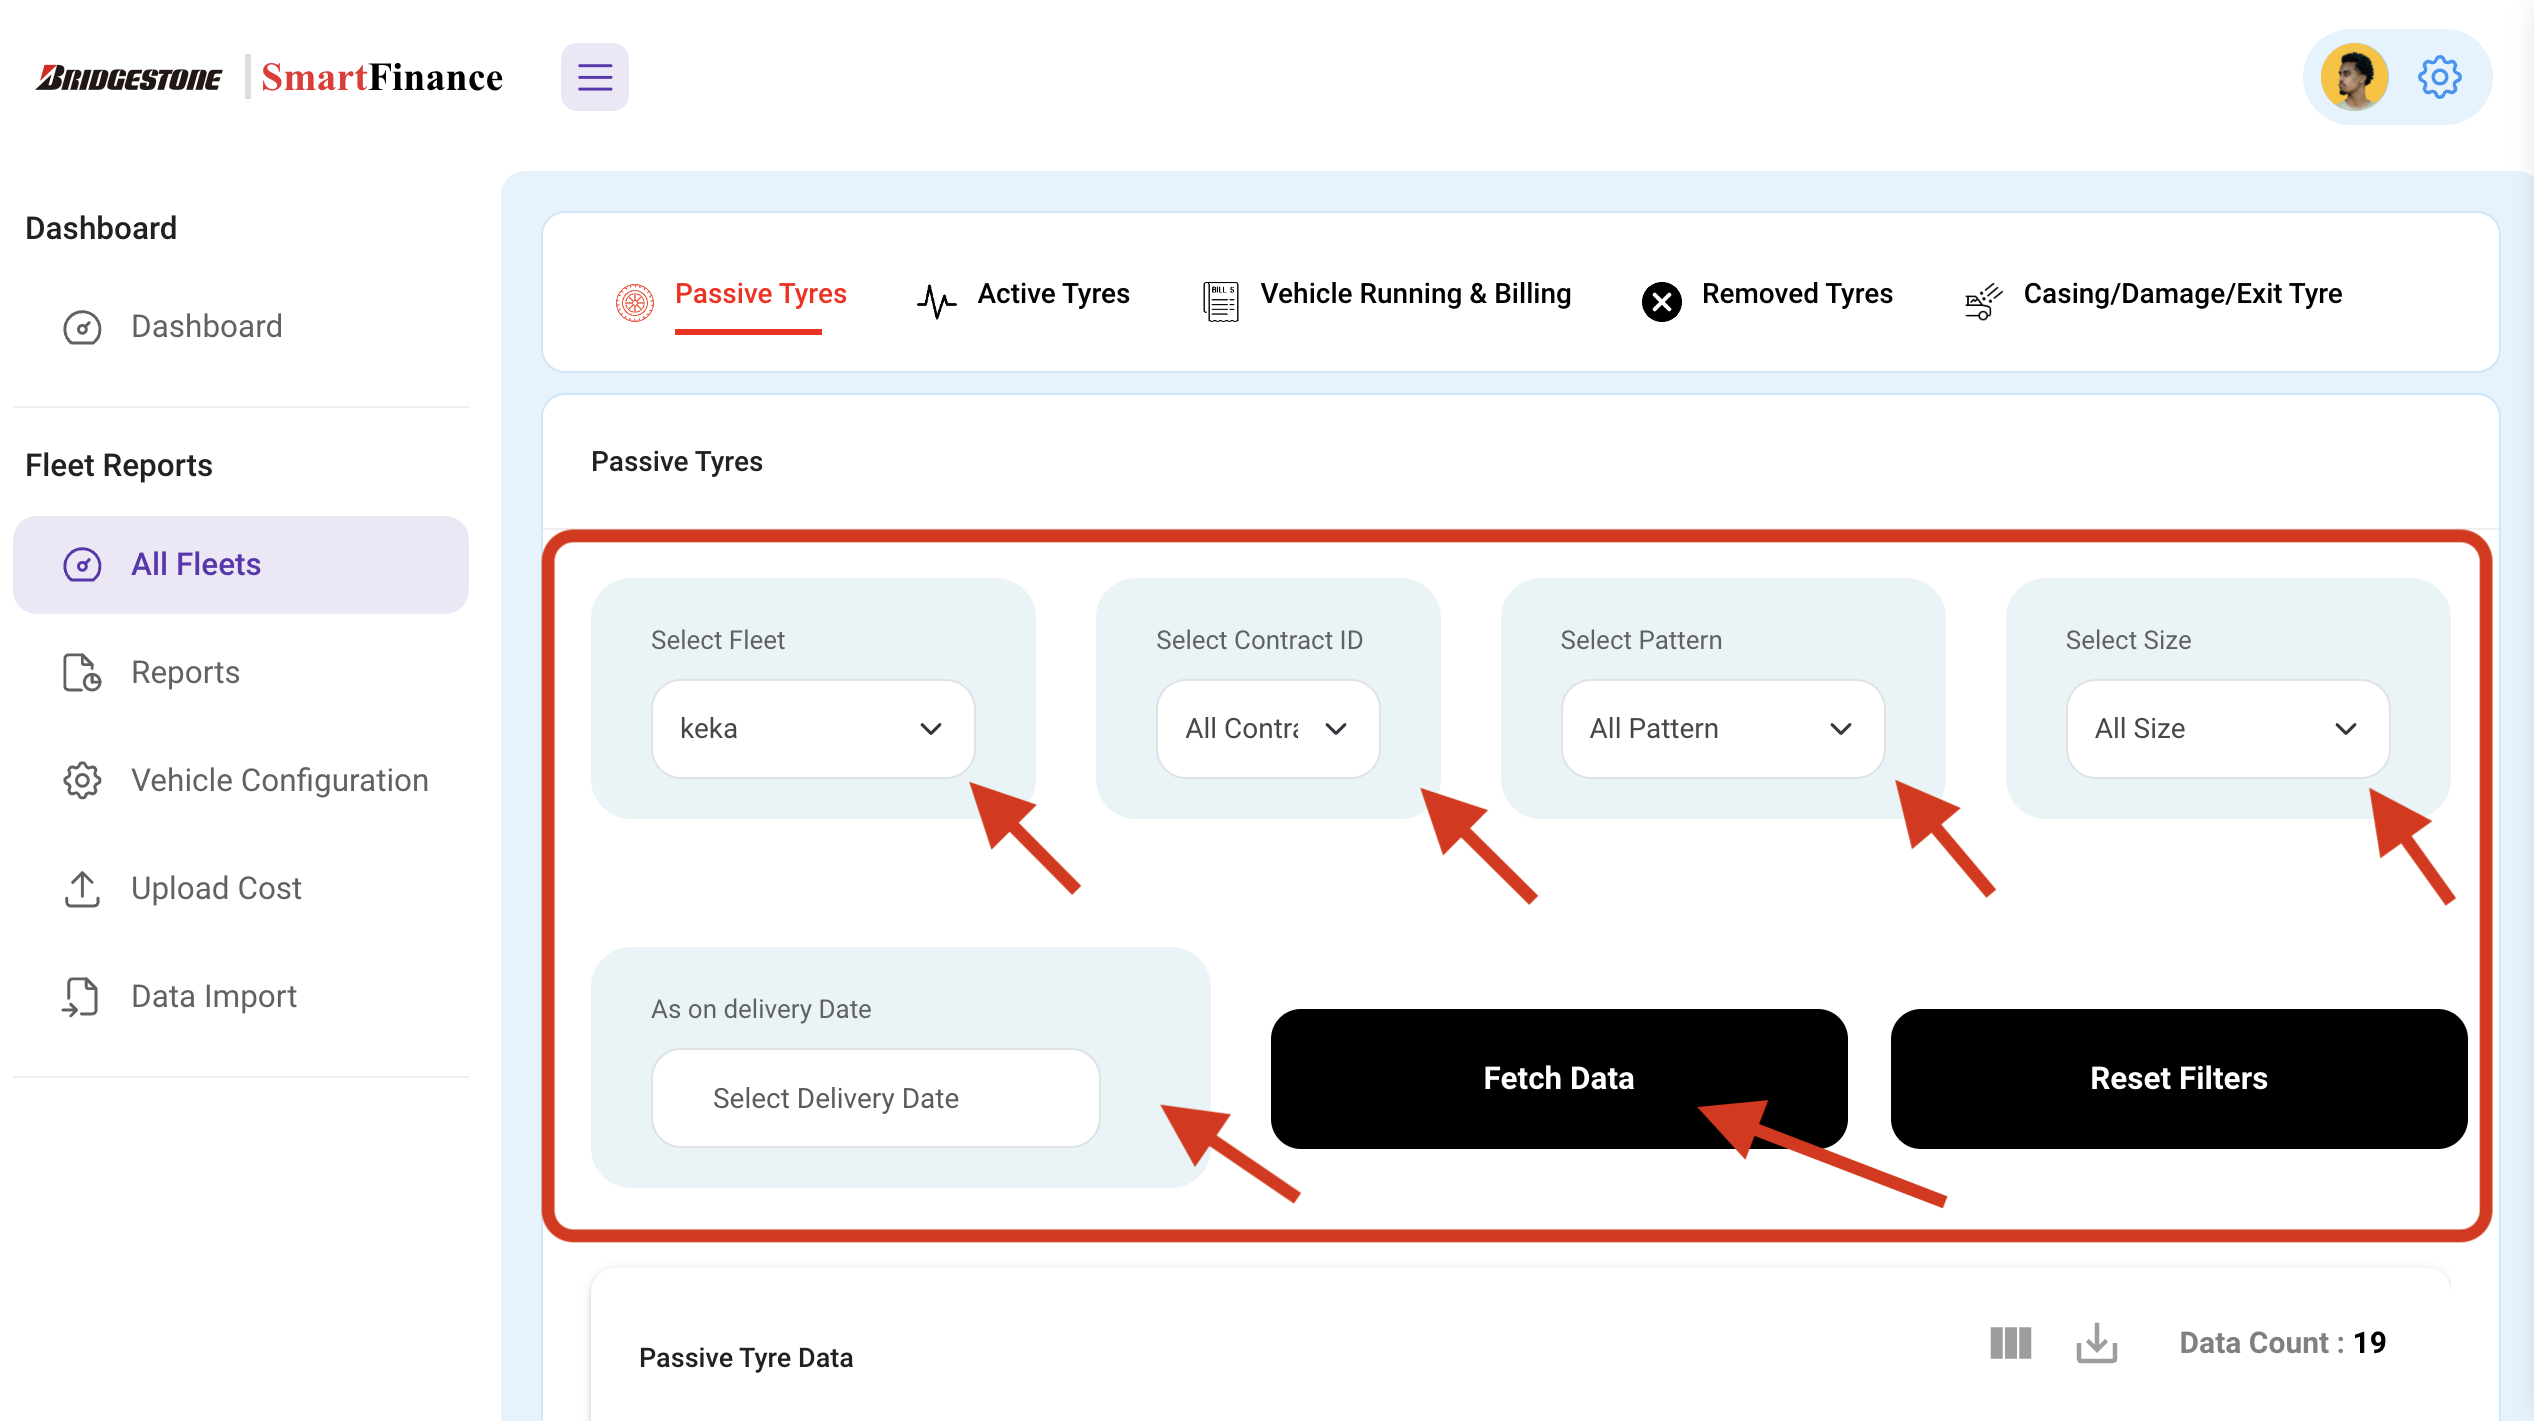 BRIDGESTONE SmartFinance
Dashboard
Dashboard
Fleet Reports
All Fleets
Reports
Vehicle Configuration
Upload Cost
Data Import
Passive Tyres
Active Tyres
BILL S
Vehicle Running & Billing
Removed Tyres
Casing/Damage/Exit Tyre
Passive Tyres
Select Fleet
keka
Select Contract ID
All Contra
Select Pattern
All Pattern
Select Size
All Size
As on delivery Date
Select Delivery Date
Fetch Data
Reset Filters
Passive Tyre Data
Data Count : 19